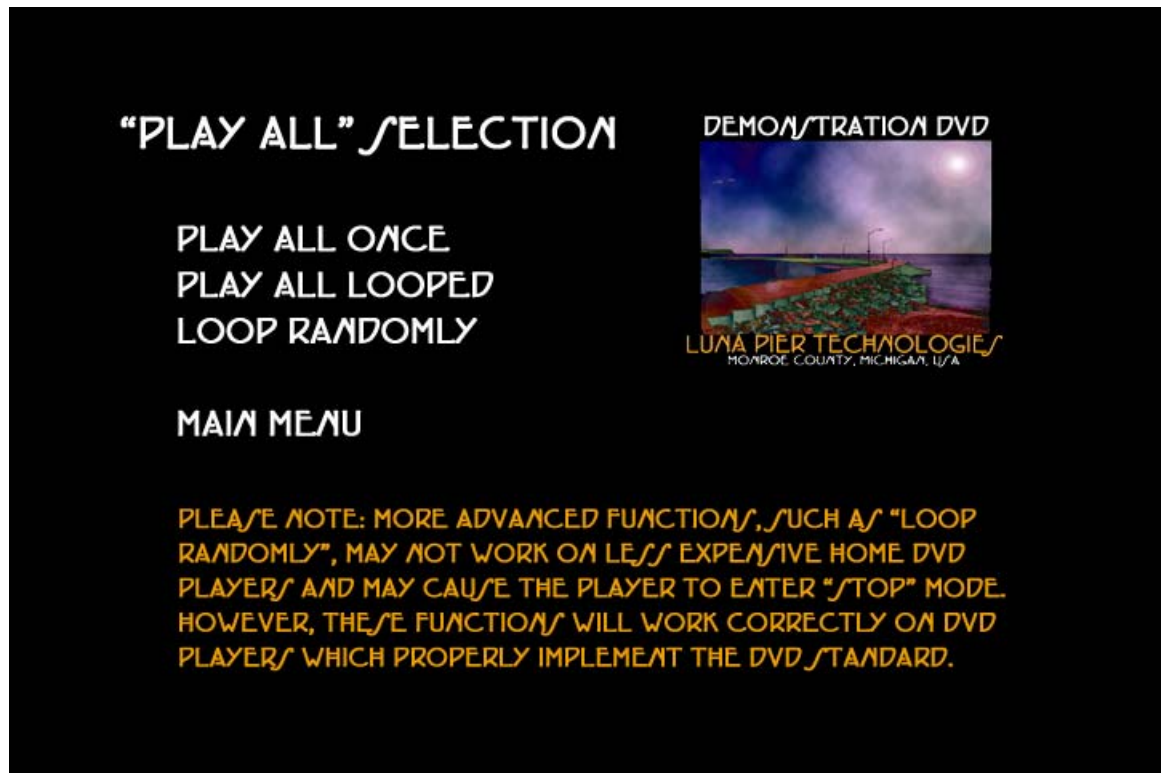 “PLAY ALL” SELECTION
DEMONSTRATION DVD
PLAY ALL ONCE
PLAY ALL LOOPED
LOOP RANDOMLY
LUNA PIER TECHNOLOGIES
MONROE COUNTY, MICHIGAN, USA
MAIN MENU
PLEASE NOTE: MORE ADVANCED FUNCTIONS, SUCH AS “LOOP
RANDOMLY”, MAY NOT WORK ON LESS EXPENSIVE HOME DVD
PLAYERS AND MAY CAUSE THE PLAYER TO ENTER “STOP” MODE.
HOWEVER, THESE FUNCTIONS WILL WORK CORRECTLY ON DVD
PLAYERS WHICH PROPERLY IMPLEMENT THE DVD STANDARD.